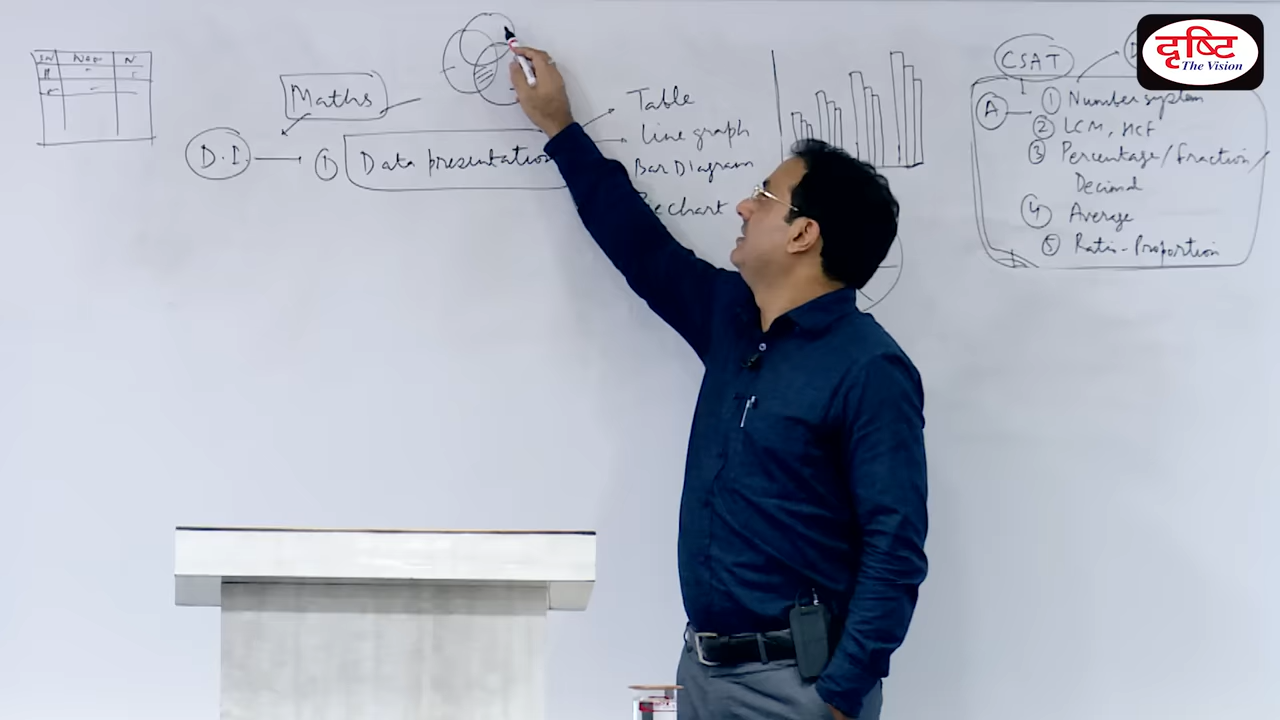 दृष्टि
The Vision
CSAT
Maths
D.I
① Data presentation
Table
Line graph
Bar Diagram
chart
A
① Number system
② LCM, HCF
③ Percentage/Fraction/
Decimal
④ Average
⑤ Ratio-Proportion